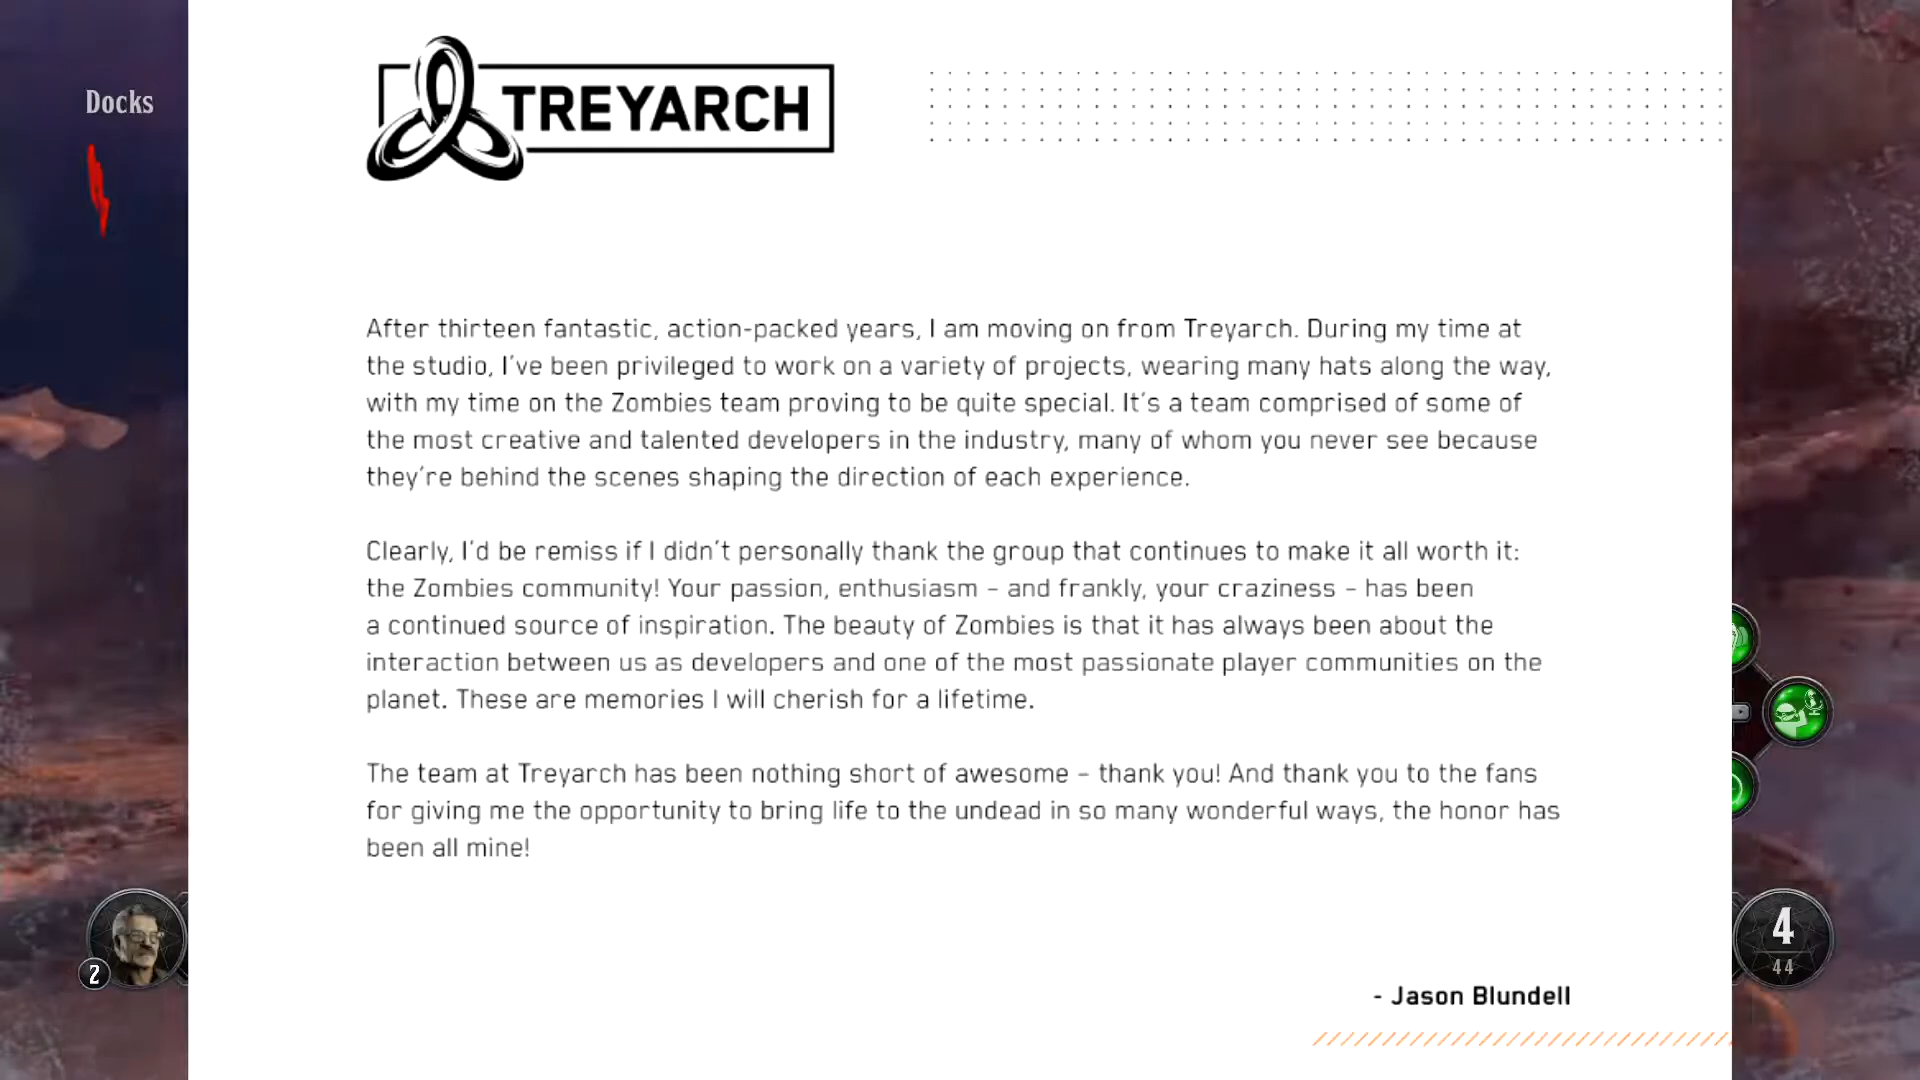 Docks
TREYARCH
After thirteen fantastic, action-packed years, I am moving on from Treyarch. During my time at
the studio, I've been privileged to work on a variety of projects, wearing many hats along the way,
with my time on the Zombies team proving to be quite special. It's a team comprised of some of
the most creative and talented developers in the industry, many of whom you never see because
they're behind the scenes shaping the direction of each experience.
Clearly, I'd be remiss if I didn't personally thank the group that continues to make it all worth it:
the Zombies community! Your passion, enthusiasm – and frankly, your craziness – has been
a continued source of inspiration. The beauty of Zombies is that it has always been about the
interaction between us as developers and one of the most passionate player communities on the
planet. These are memories I will cherish for a lifetime.
The team at Treyarch has been nothing short of awesome – thank you! And thank you to the fans
for giving me the opportunity to bring life to the undead in so many wonderful ways, the honor has
been all mine!
2
4
44
- Jason Blundell